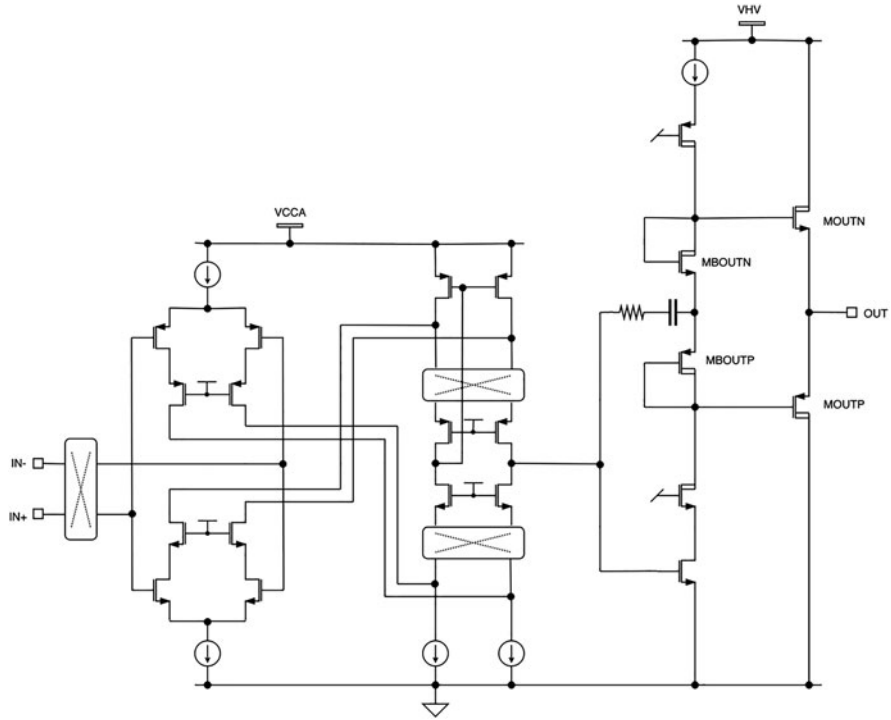 VHV
VCCA
MOUTN
MBOUTN
OUT
MBOUTP
MOUTP
IN-
IN+